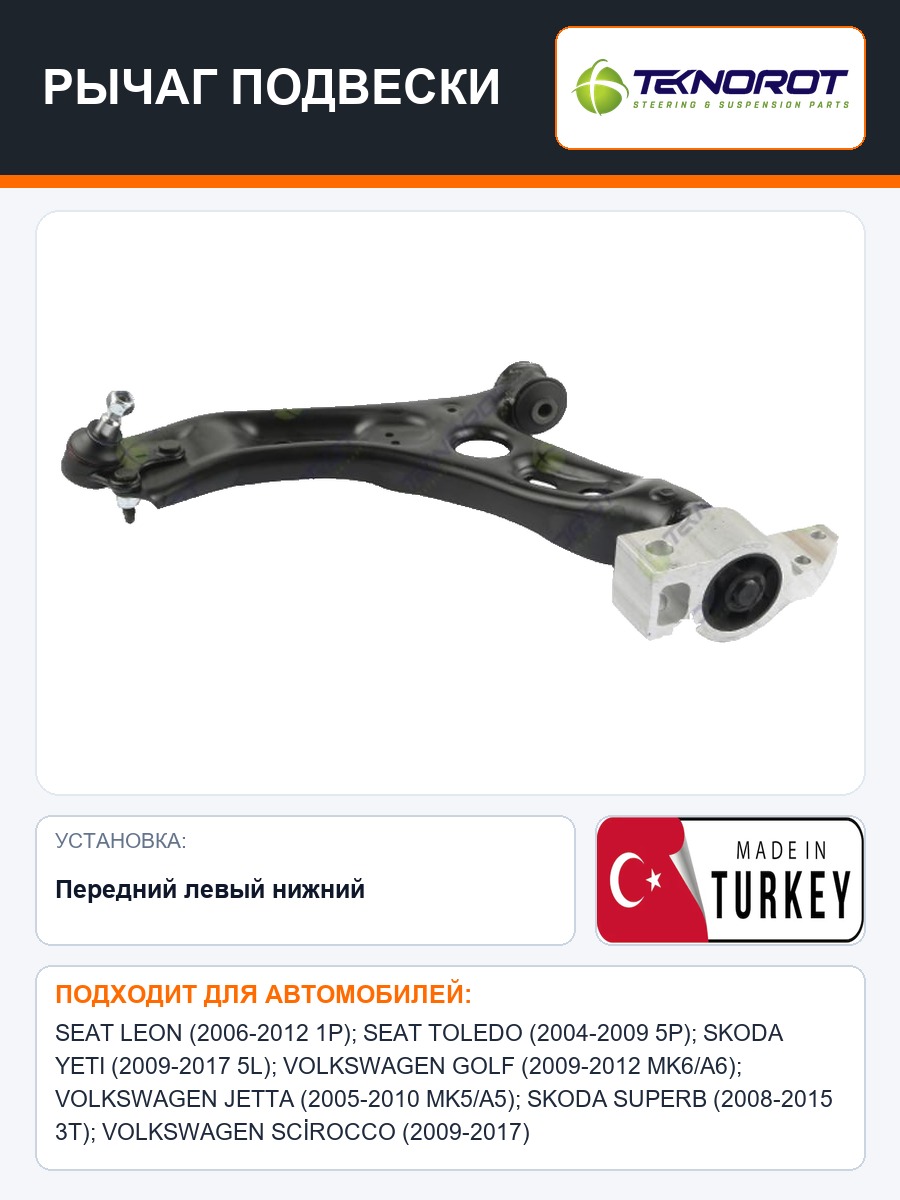 РЫЧАГ ПОДВЕСКИ
TEKNOROT
STEERING & SUSPENSION PARTS
УСТАНОВКА:
Передний левый нижний
MADE IN
TURKEY
ПОДХОДИТ ДЛЯ АВТОМОБИЛЕЙ:
SEAT LEON (2006-2012 1P); SEAT TOLEDO (2004-2009 5P); SKODA
YETI (2009-2017 5L); VOLKSWAGEN GOLF (2009-2012 MK6/A6);
VOLKSWAGEN JETTA (2005-2010 MK5/A5); SKODA SUPERB (2008-2015
3T); VOLKSWAGEN SCİROCCO (2009-2017)